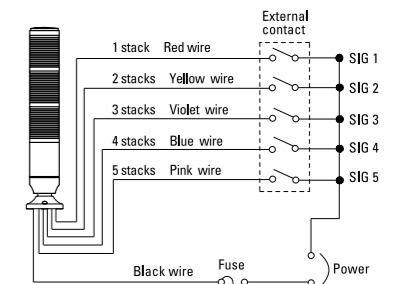 External
contact
1 stack Red wire SIG 1
2 stacks Yellow wire SIG 2
3 stacks Violet wire SIG 3
4 stacks Blue wire SIG 4
5 stacks Pink wire SIG 5
Black wire Fuse Power